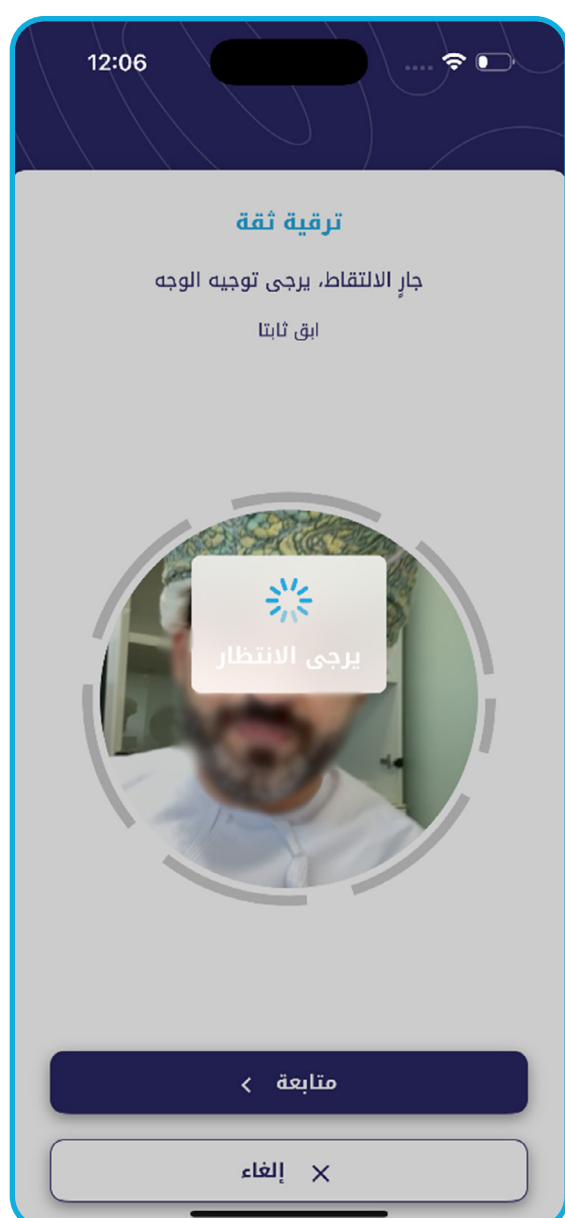 12:06
ترقية ثقة
جارٍ الالتقاط، يرجى توجيه الوجه
ابق ثابتا
يرجى الانتظار
متابعة
إلغاء